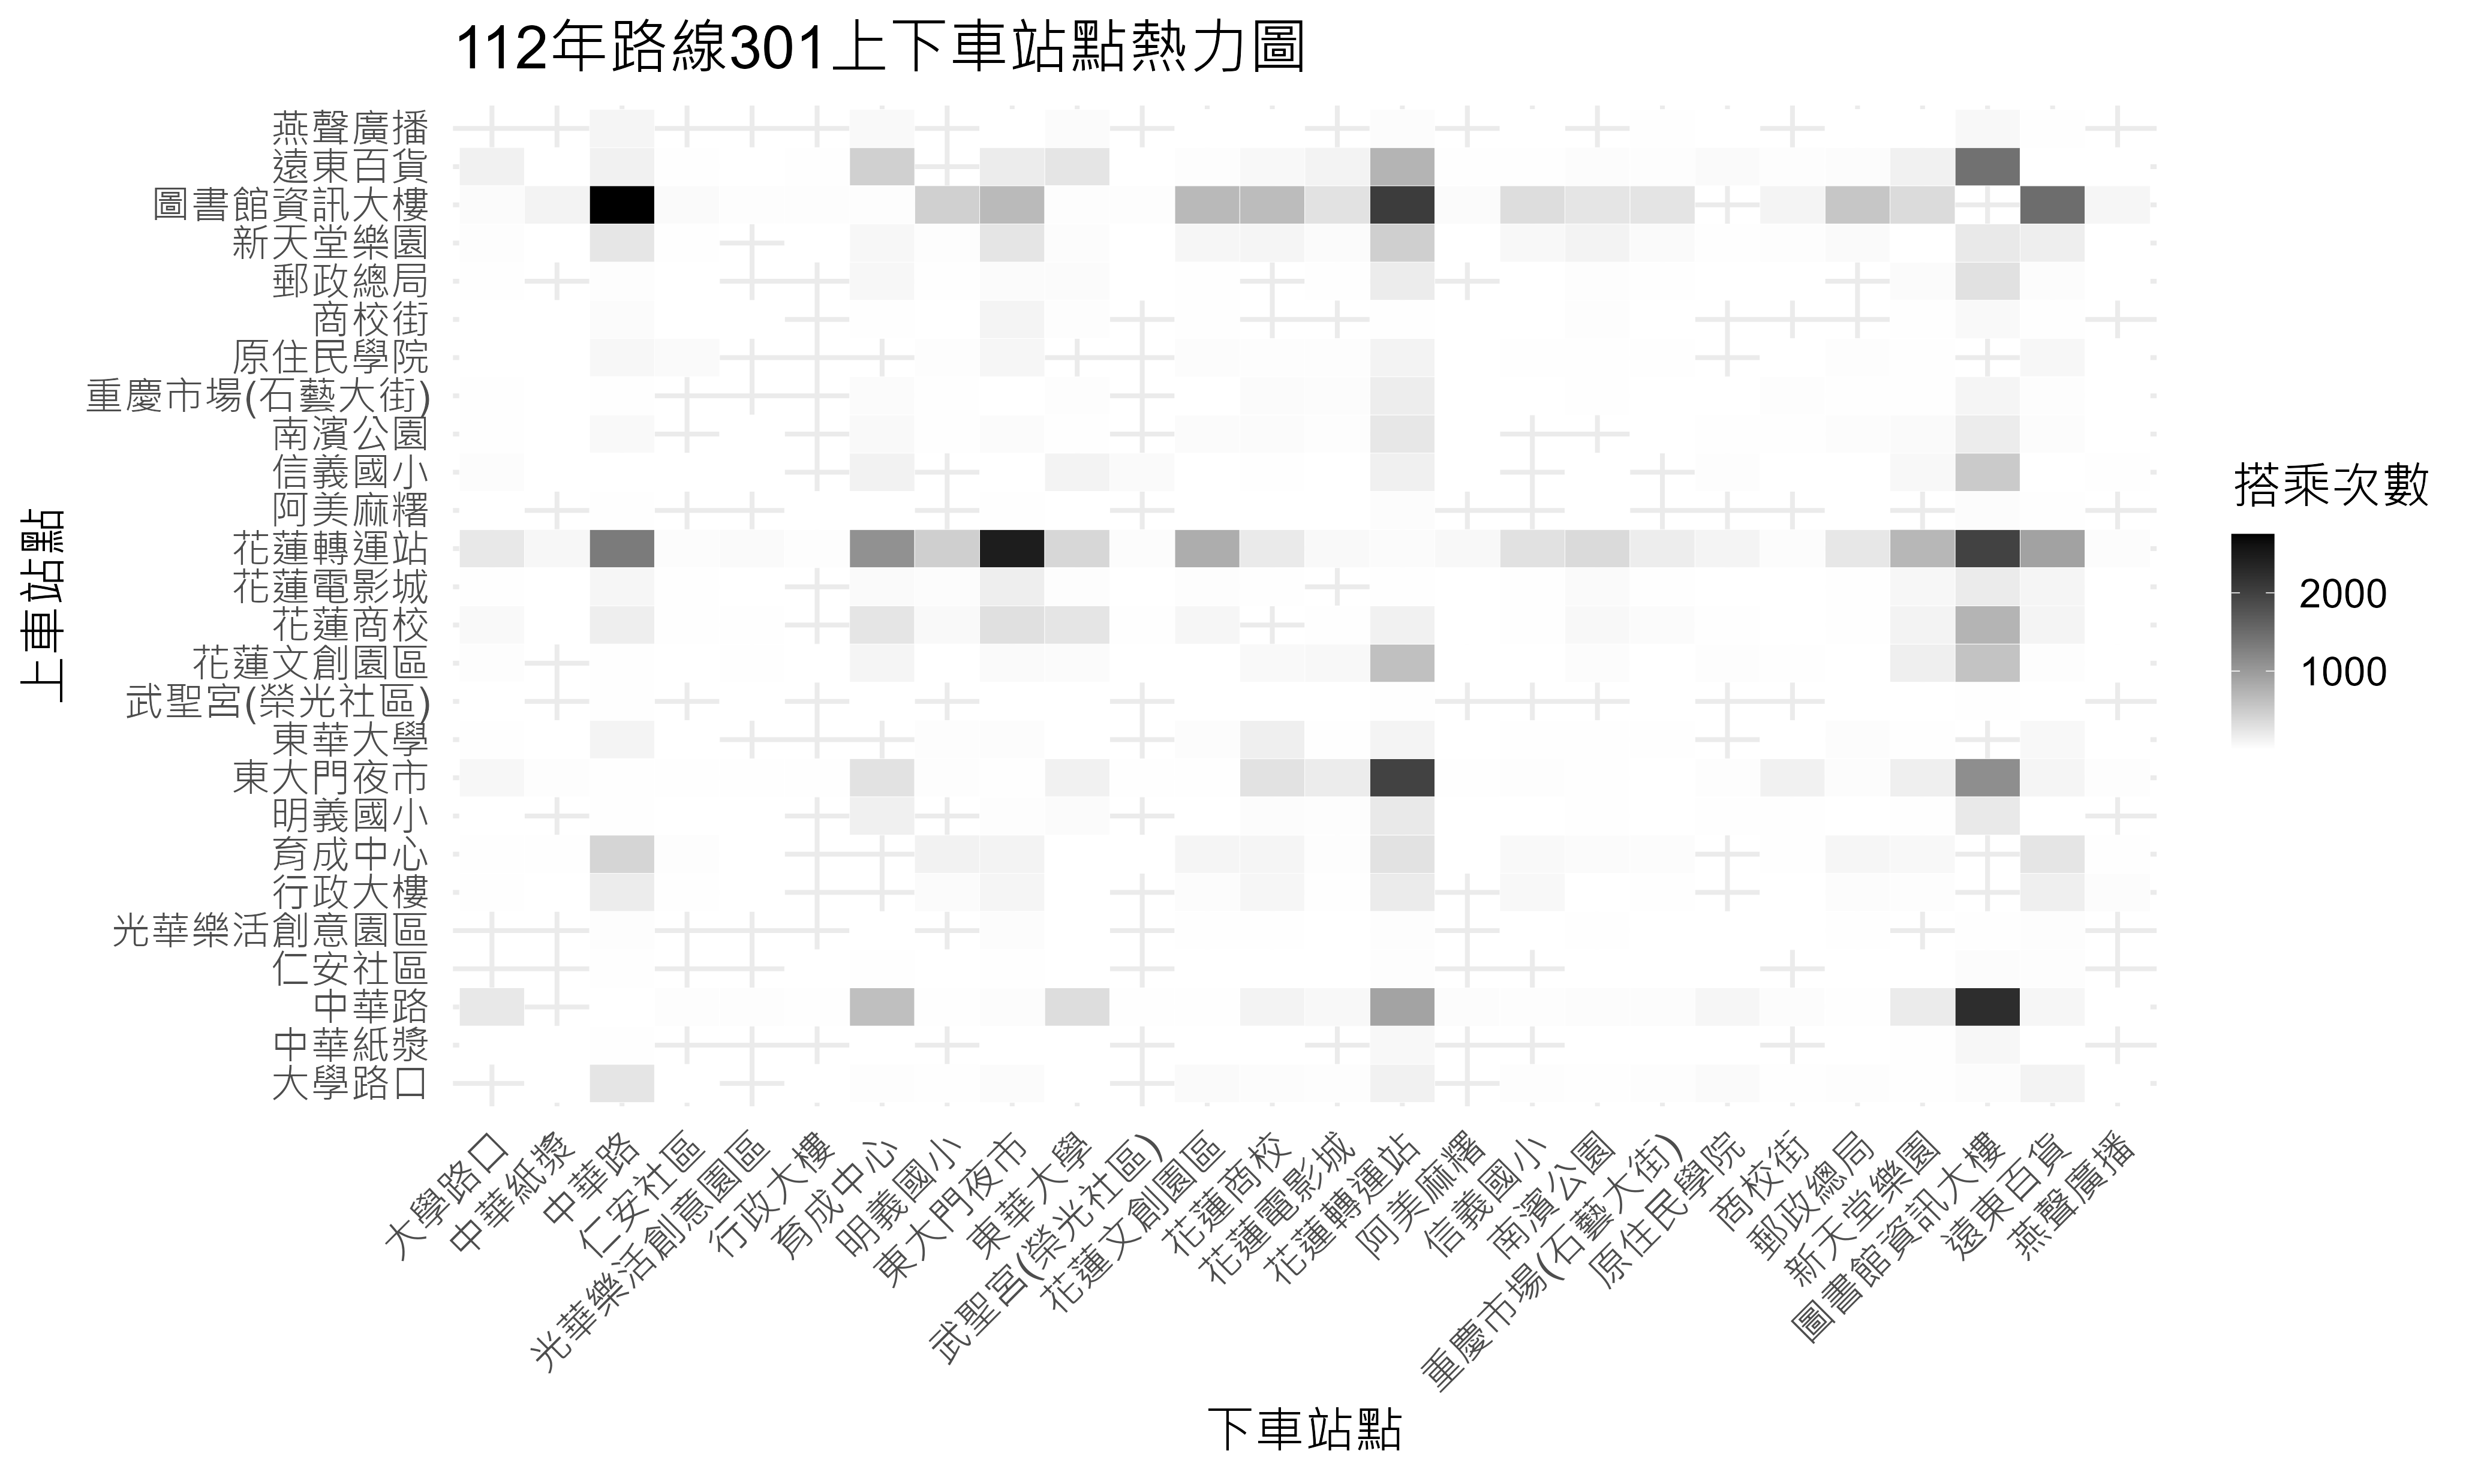 112年路線301上下車站點熱力圖
上車站點
燕聲廣播
遠東百貨
圖書館資訊大樓
新天堂樂園
郵政總局
商校街
原住民學院
重慶市場(石藝大街)
南濱公園
信義國小
阿美麻糬
花蓮轉運站
花蓮電影城
花蓮商校
花蓮文創園區
武聖宮(榮光社區)
東華大學
東大門夜市
明義國小
育成中心
行政大樓
光華樂活創意園區
仁安社區
中華路
中華紙漿
大學路口
大學路口
中華紙漿
中華路
仁安社區
光華樂活創意園區
行政大樓
育成中心
明義國小
東大門夜市
東華大學
武聖宮(榮光社區)
花蓮文創園區
花蓮商校
花蓮電影城
花蓮轉運站
阿美麻糬
信義國小
南濱公園
重慶市場(石藝大街)
原住民學院
商校街
郵政總局
新天堂樂園
圖書館資訊大樓
遠東百貨
燕聲廣播
下車站點
搭乘次數
2000
1000